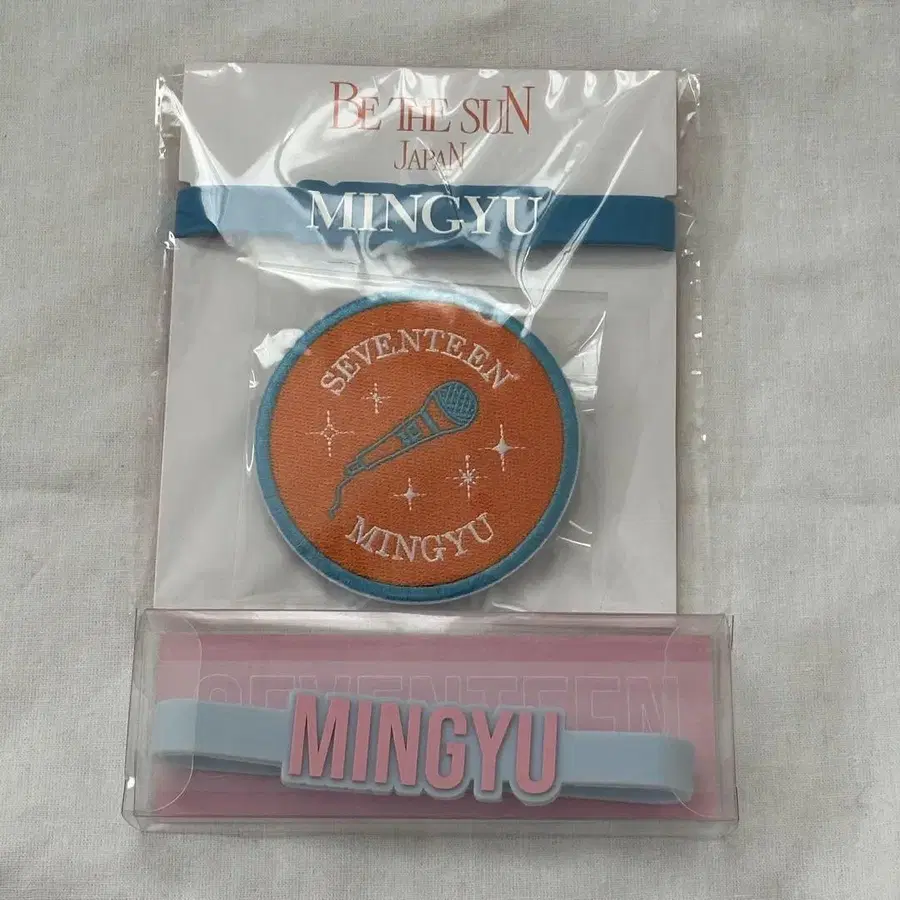 BE THE SUN
JAPAN
MINGYU
SEVENTEEN
MINGYU
SEVENTEEN
MINGYU